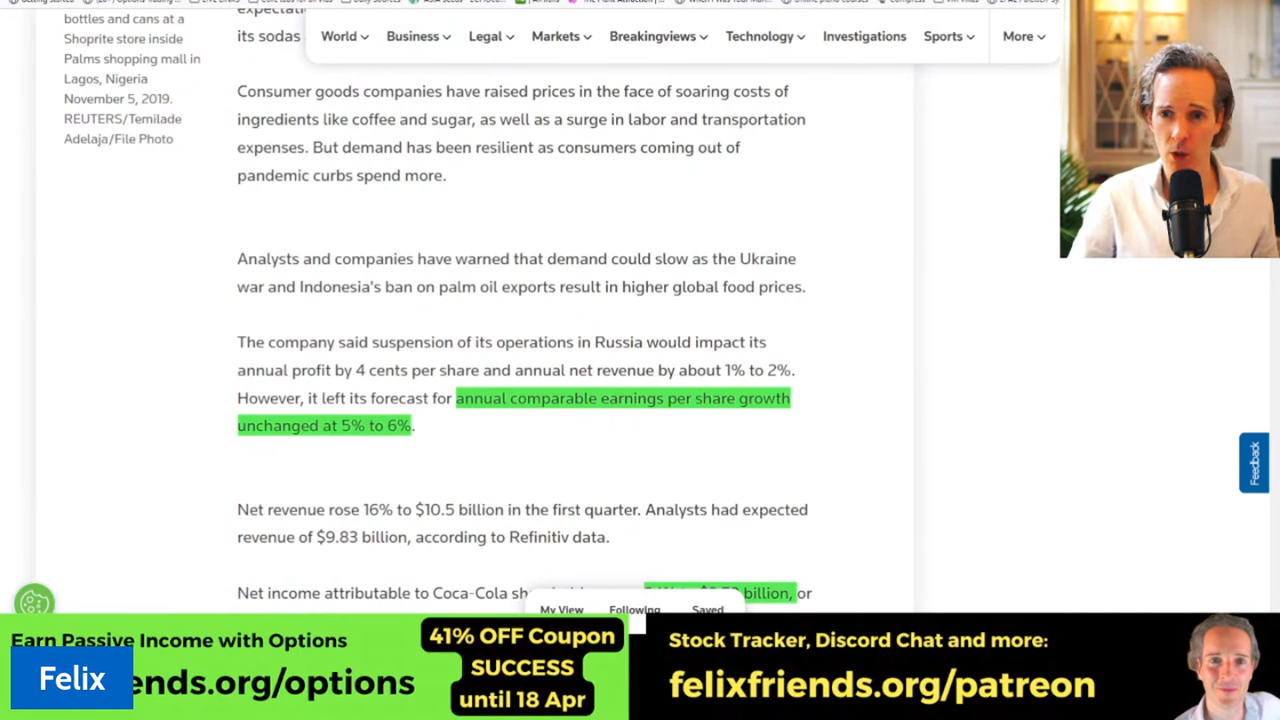 bottles and cans at a
Shoprite store inside
Palms shopping mall in
Lagos, Nigeria
November 5, 2019.
REUTERS/Temilade
Adelaja/File Photo
its sodas
World
Business
Legal
Markets
Breakingviews
Technology
Investigations
Sports
More
Consumer goods companies have raised prices in the face of soaring costs of
ingredients like coffee and sugar, as well as a surge in labor and transportation
expenses. But demand has been resilient as consumers coming out of
pandemic curbs spend more.
Analysts and companies have warned that demand could slow as the Ukraine
war and Indonesia's ban on palm oil exports result in higher global food prices.
The company said suspension of its operations in Russia would impact its
annual profit by 4 cents per share and annual net revenue by about 1% to 2%.
However, it left its forecast for annual comparable earnings per share growth
unchanged at 5% to 6%.
Net revenue rose 16% to $10.5 billion in the first quarter. Analysts had expected
revenue of $9.83 billion, according to Refinitiv data.
Net income attributable to Coca-Cola billion, or
My View
Following
Saved
Feedback
Earn Passive Income with Options
ends.org/options
Felix
41% OFF Coupon
SUCCESS
until 18 Apr
Stock Tracker, Discord Chat and more:
felixfriends.org/patreon